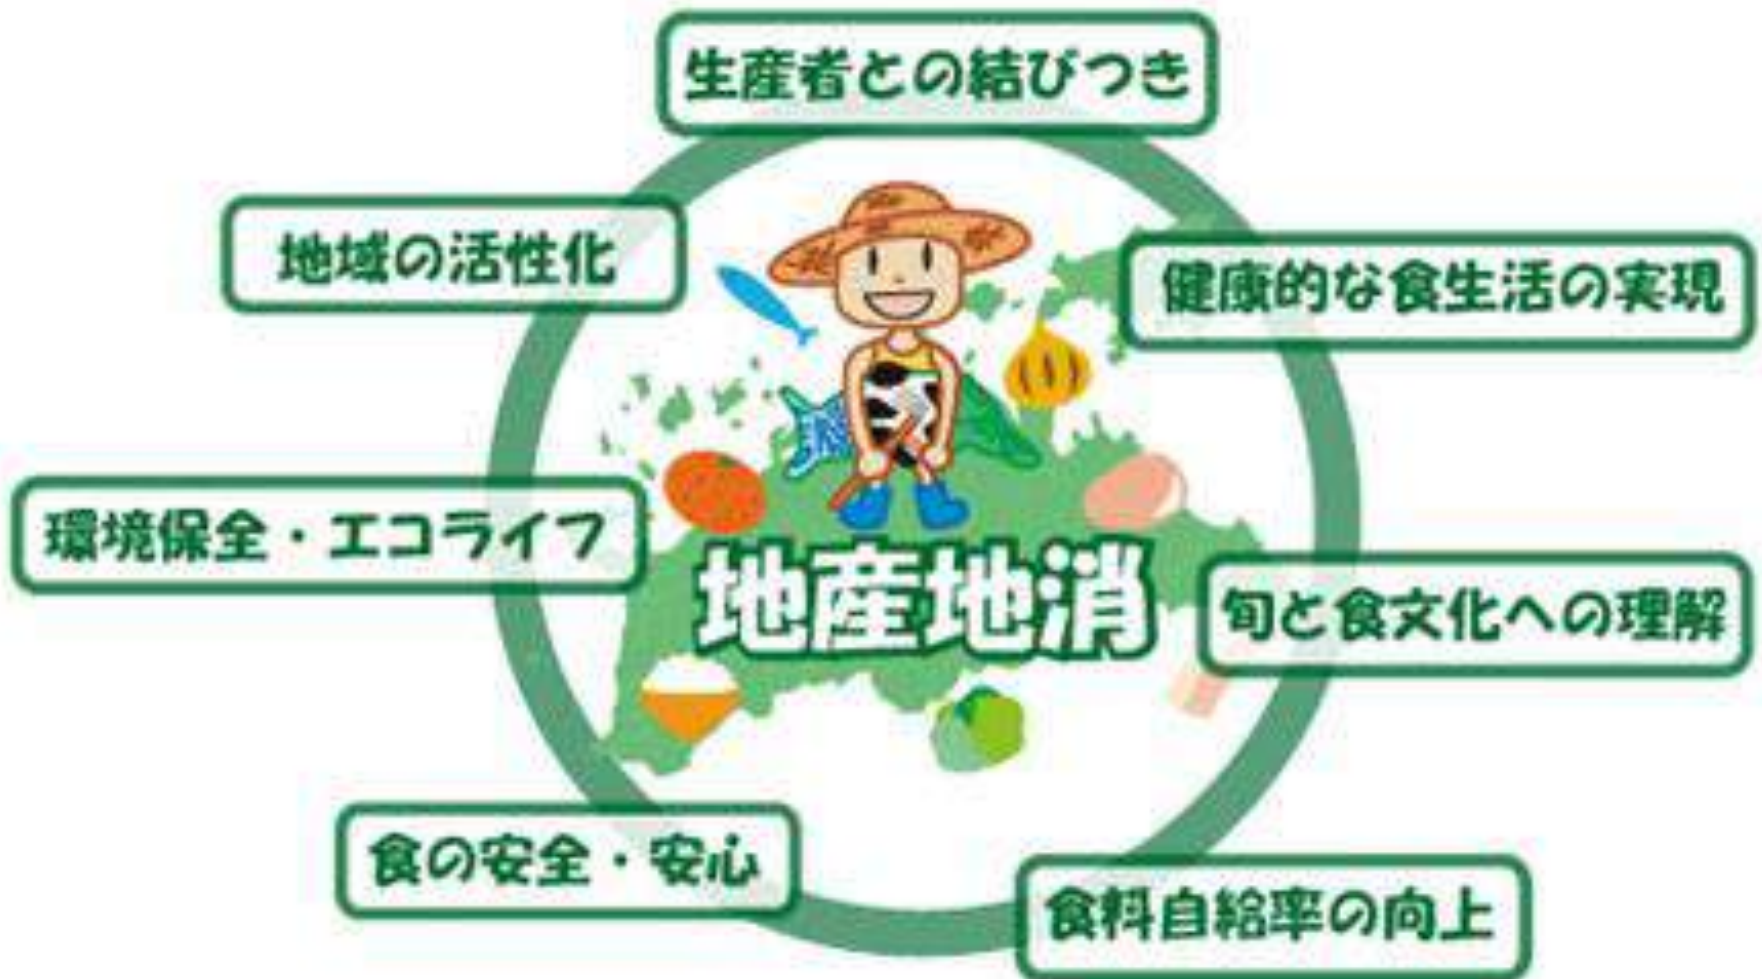 生産者との結びつき
地域の活性化
健康的な食生活の実現
環境保全・エコライフ
地産地消
旬と食文化への理解
食の安全・安心
食料自給率の向上